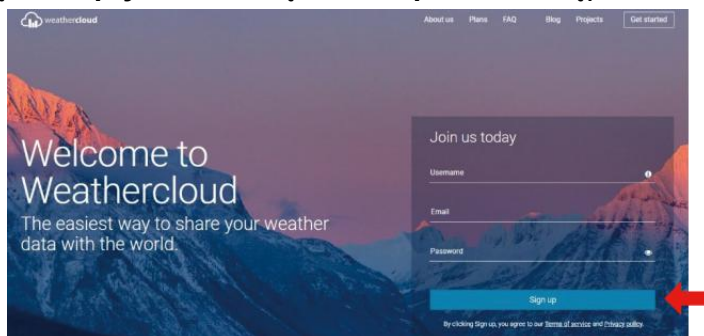 weathercloud
About us Plans FAQ Blog Projects Get started
Join us today
Welcome to
Weathercloud
The easiest way to share your weather
data with the world.
Username
Email
Password
Sign up
By clicking Sign up, you agree to our Terms of service and Privacy policy.